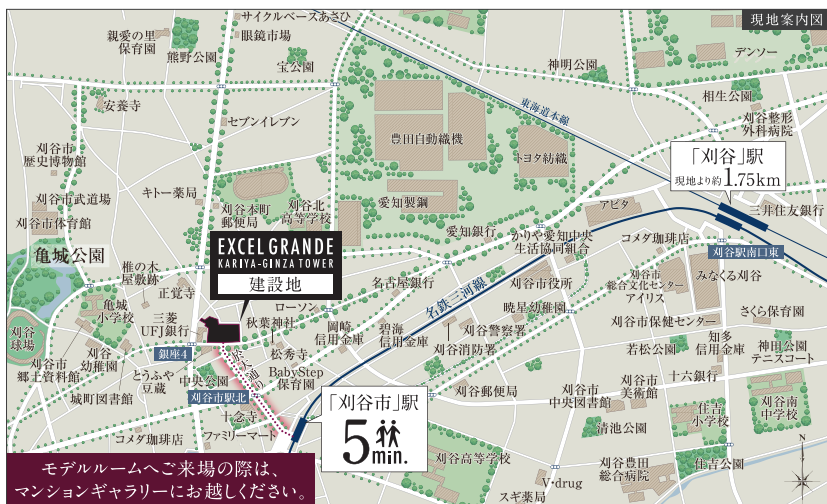 現地案内図
サイクルベースあさひ
親愛の里
保育園
眼鏡市場
熊野公園
宝公園
神明公園
デンソー
安養寺
東海道本線
相生公園
セブンイレブン
豊田自動織機
刈谷整形
外科病院
刈谷市
歴史博物館
トヨタ紡織
「刈谷」駅
現地より約1.75km
キトー薬局
刈谷市武道場
刈谷本町
郵便局
刈谷北
高等学校
愛知製鋼
アピタ
三井住友銀行
刈谷市体育館
愛知銀行
かりや愛知中央
生活協同組合
コメダ珈琲店
刈谷駅南口東
亀城公園
EXCEL GRANDE
KARIYA-GINZA TOWER
建設地
椎の木
屋敷跡
名古屋銀行
名鉄三河線
刈谷市役所
刈谷市
総合文化センター
アイリス
みなくる刈谷
正覚寺
亀城
小学校
ローソン
三菱
UFJ銀行
秋葉神社
岡崎
信用金庫
碧海
信用金庫
暁星幼稚園
さくら保育園
刈谷
球場
刈谷警察署
刈谷市保健センター
銀座4
松秀寺
刈谷消防署
若松公園
知多
信用金庫
神田公園
テニスコート
刈谷市
郷土資料館
刈谷
幼稚園
とうふや
豆蔵
中央公園
BabyStep
保育園
十六銀行
城町図書館
刈谷市駅北
「刈谷市」駅
5min.
刈谷郵便局
刈谷市
中央図書館
刈谷市
美術館
住吉
小学校
刈谷南
中学校
十念寺
清池公園
コメダ珈琲店
ファミリーマート
N
刈谷高等学校
刈谷豊田
総合病院
住吉公園
V・drug
スギ薬局
モデルルームへご来場の際は、
マンションギャラリーにお越しください。